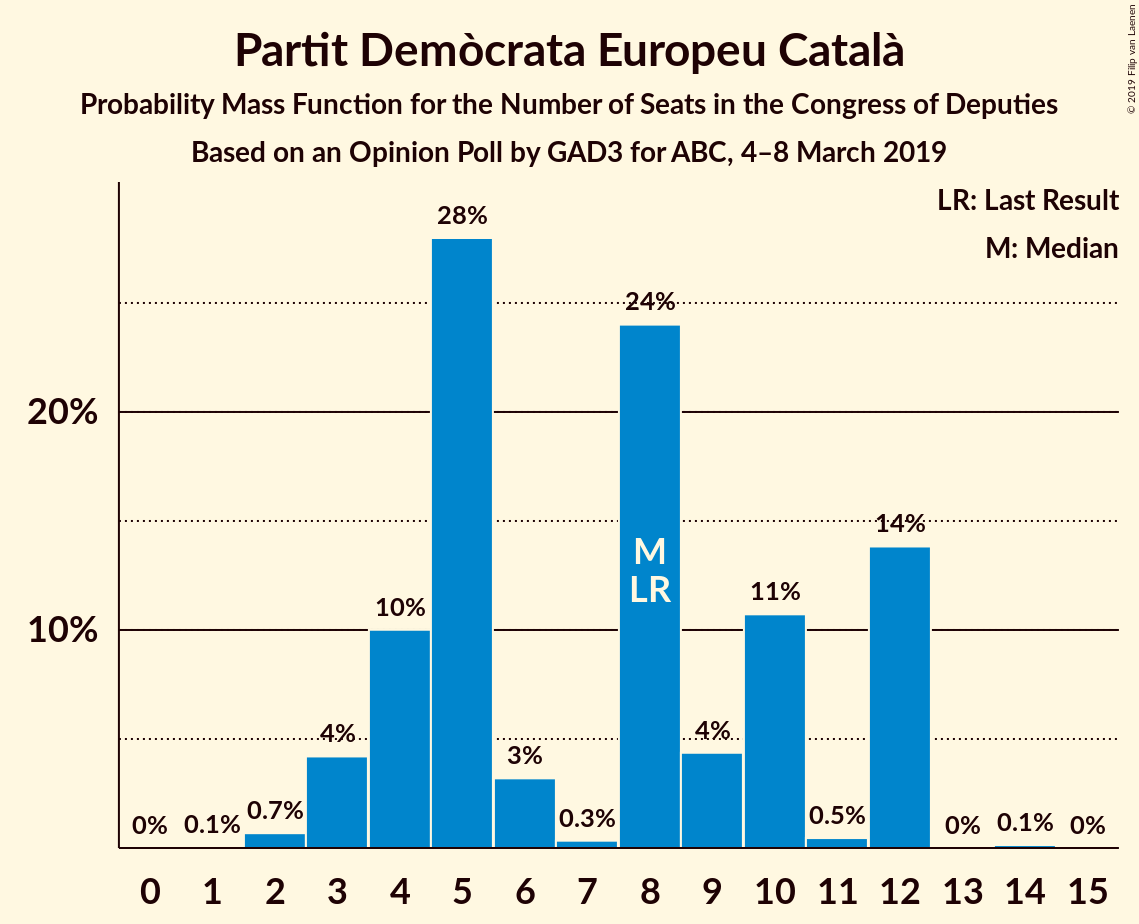 Partit Demòcrata Europeu Català
Probability Mass Function for the Number of Seats in the Congress of Deputies
Based on an Opinion Poll by GAD3 for ABC, 4–8 March 2019
© 2019 Filip van Laenen
LR: Last Result
M: Median
28%
24%
20%
14%
M
LR
11%
10%
10%
4%
4%
3%
0% 0.1% 0.7% 0.3% 0.5% 0% 0.1% 0%
0 1 2 3 4 5 6 7 8 9 10 11 12 13 14 15